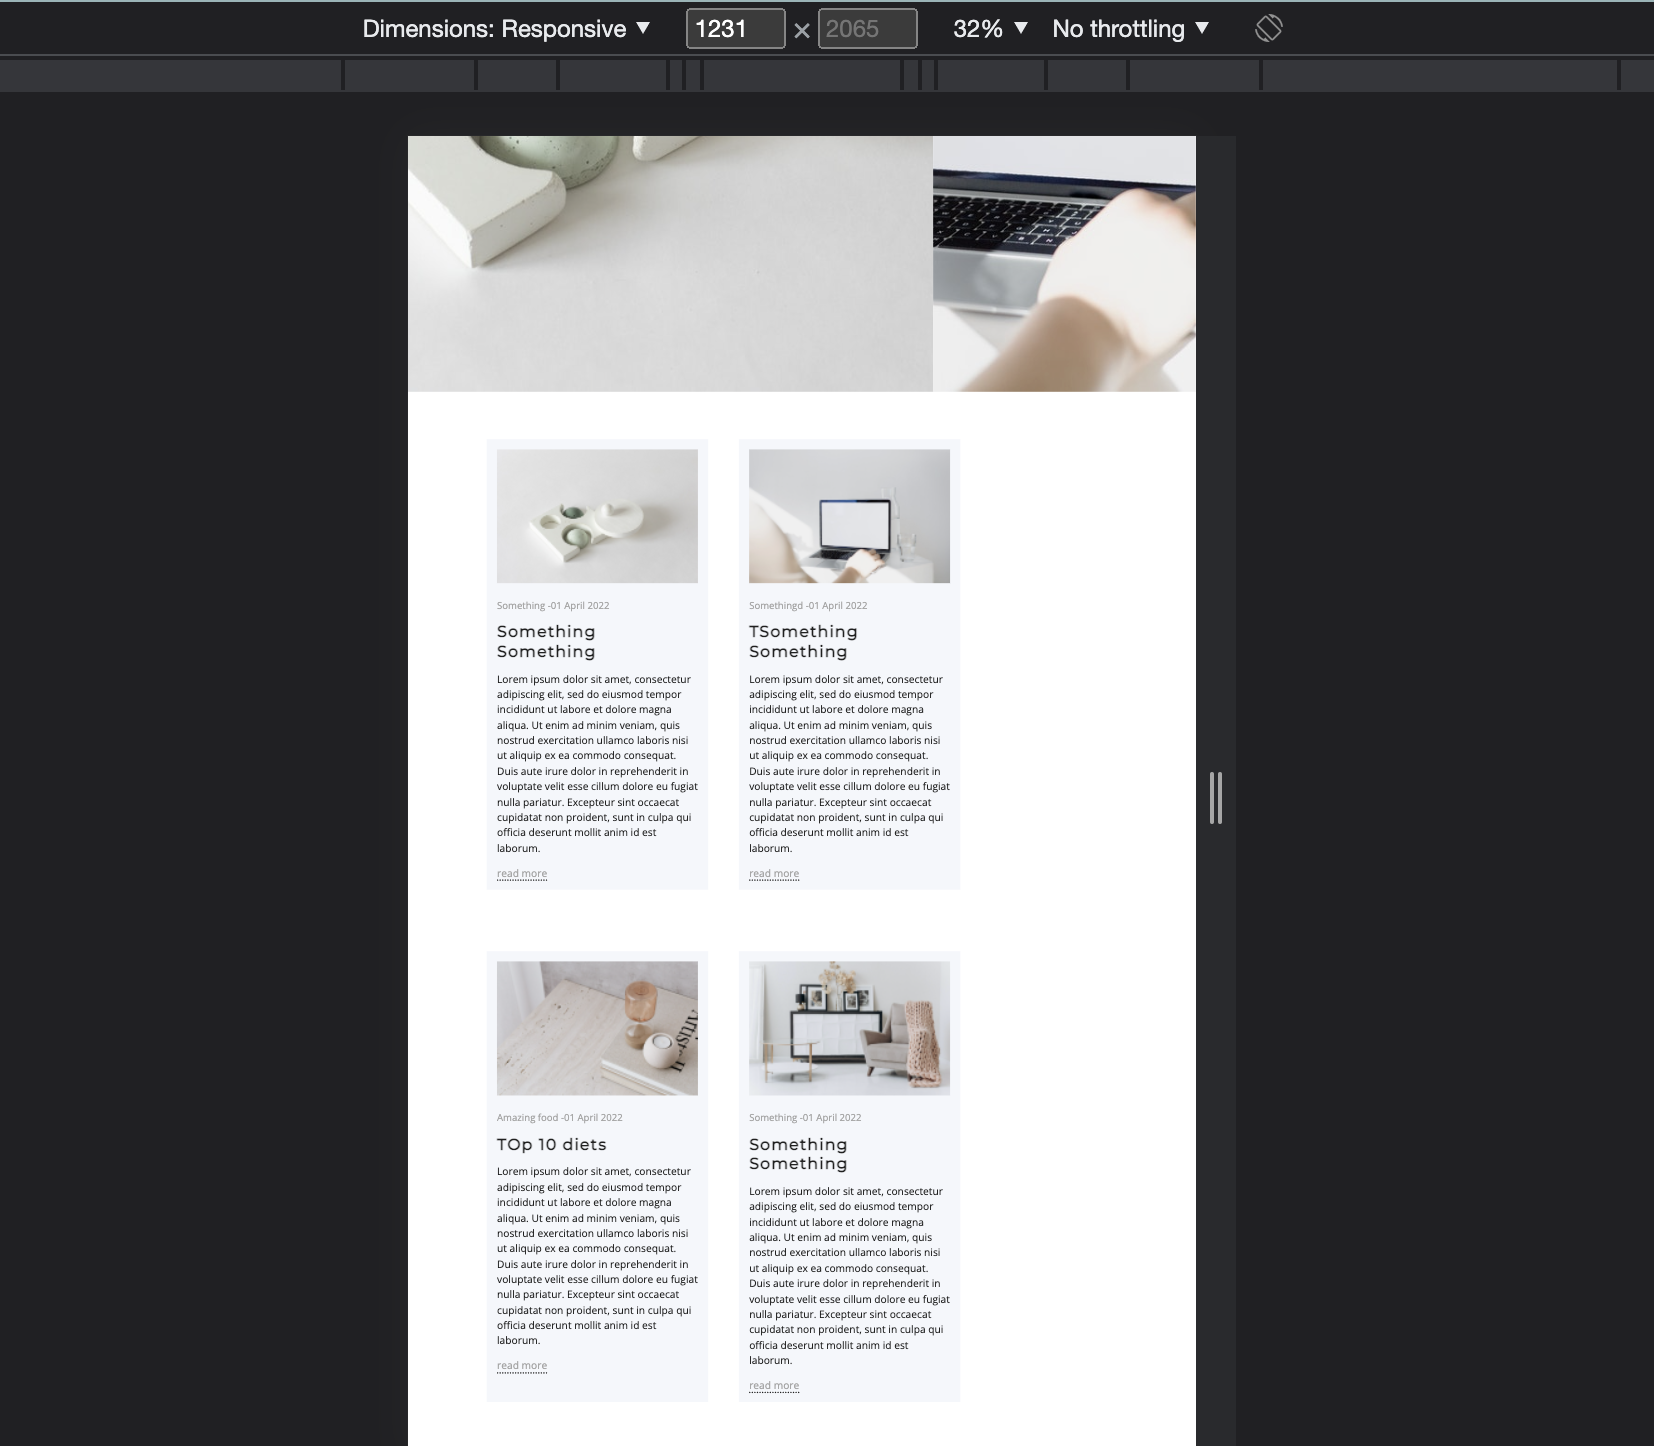 Dimensions: Responsive ▼ 1231 × 2065 32% ▼ No throttling ▼
Something -01 April 2022
Something
Something
Lorem ipsum dolor sit amet, consectetur
adipiscing elit, sed do eiusmod tempor
incididunt ut labore et dolore magna
aliqua. Ut enim ad minim veniam, quis
nostrud exercitation ullamco laboris nisi
ut aliquip ex ea commodo consequat.
Duis aute irure dolor in reprehenderit in
voluptate velit esse cillum dolore eu fugiat
nulla pariatur. Excepteur sint occaecat
cupidatat non proident, sunt in culpa qui
officia deserunt mollit anim id est
laborum.
read more
Somethingd -01 April 2022
TSomething
Something
Lorem ipsum dolor sit amet, consectetur
adipiscing elit, sed do eiusmod tempor
incididunt ut labore et dolore magna
aliqua. Ut enim ad minim veniam, quis
nostrud exercitation ullamco laboris nisi
ut aliquip ex ea commodo consequat.
Duis aute irure dolor in reprehenderit in
voluptate velit esse cillum dolore eu fugiat
nulla pariatur. Excepteur sint occaecat
cupidatat non proident, sunt in culpa qui
officia deserunt mollit anim id est
laborum.
read more
Amazing food -01 April 2022
TOp 10 diets
Lorem ipsum dolor sit amet, consectetur
adipiscing elit, sed do eiusmod tempor
incididunt ut labore et dolore magna
aliqua. Ut enim ad minim veniam, quis
nostrud exercitation ullamco laboris nisi
ut aliquip ex ea commodo consequat.
Duis aute irure dolor in reprehenderit in
voluptate velit esse cillum dolore eu fugiat
nulla pariatur. Excepteur sint occaecat
cupidatat non proident, sunt in culpa qui
officia deserunt mollit anim id est
laborum.
read more
Something -01 April 2022
Something
Something
Lorem ipsum dolor sit amet, consectetur
adipiscing elit, sed do eiusmod tempor
incididunt ut labore et dolore magna
aliqua. Ut enim ad minim veniam, quis
nostrud exercitation ullamco laboris nisi
ut aliquip ex ea commodo consequat.
Duis aute irure dolor in reprehenderit in
voluptate velit esse cillum dolore eu fugiat
nulla pariatur. Excepteur sint occaecat
cupidatat non proident, sunt in culpa qui
officia deserunt mollit anim id est
laborum.
read more